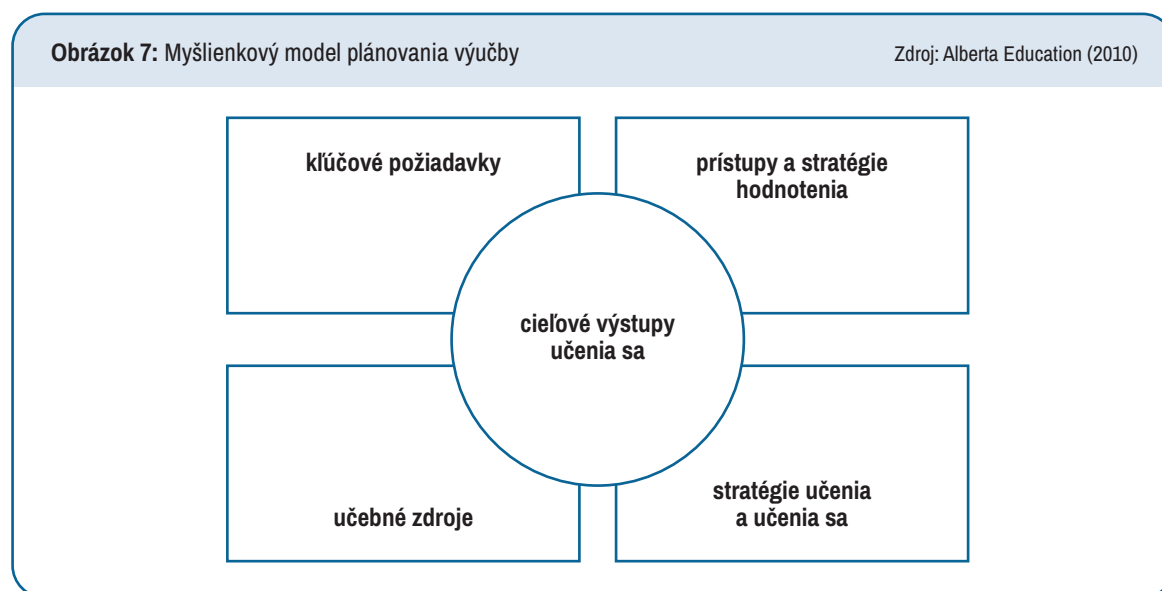 Obrázok 7: Myšlienkový model plánovania výučby
Zdroj: Alberta Education (2010)
kľúčové požiadavky
prístupy a stratégie
hodnotenia
cieľové výstupy
učenia sa
učebné zdroje
stratégie učenia
a učenia sa